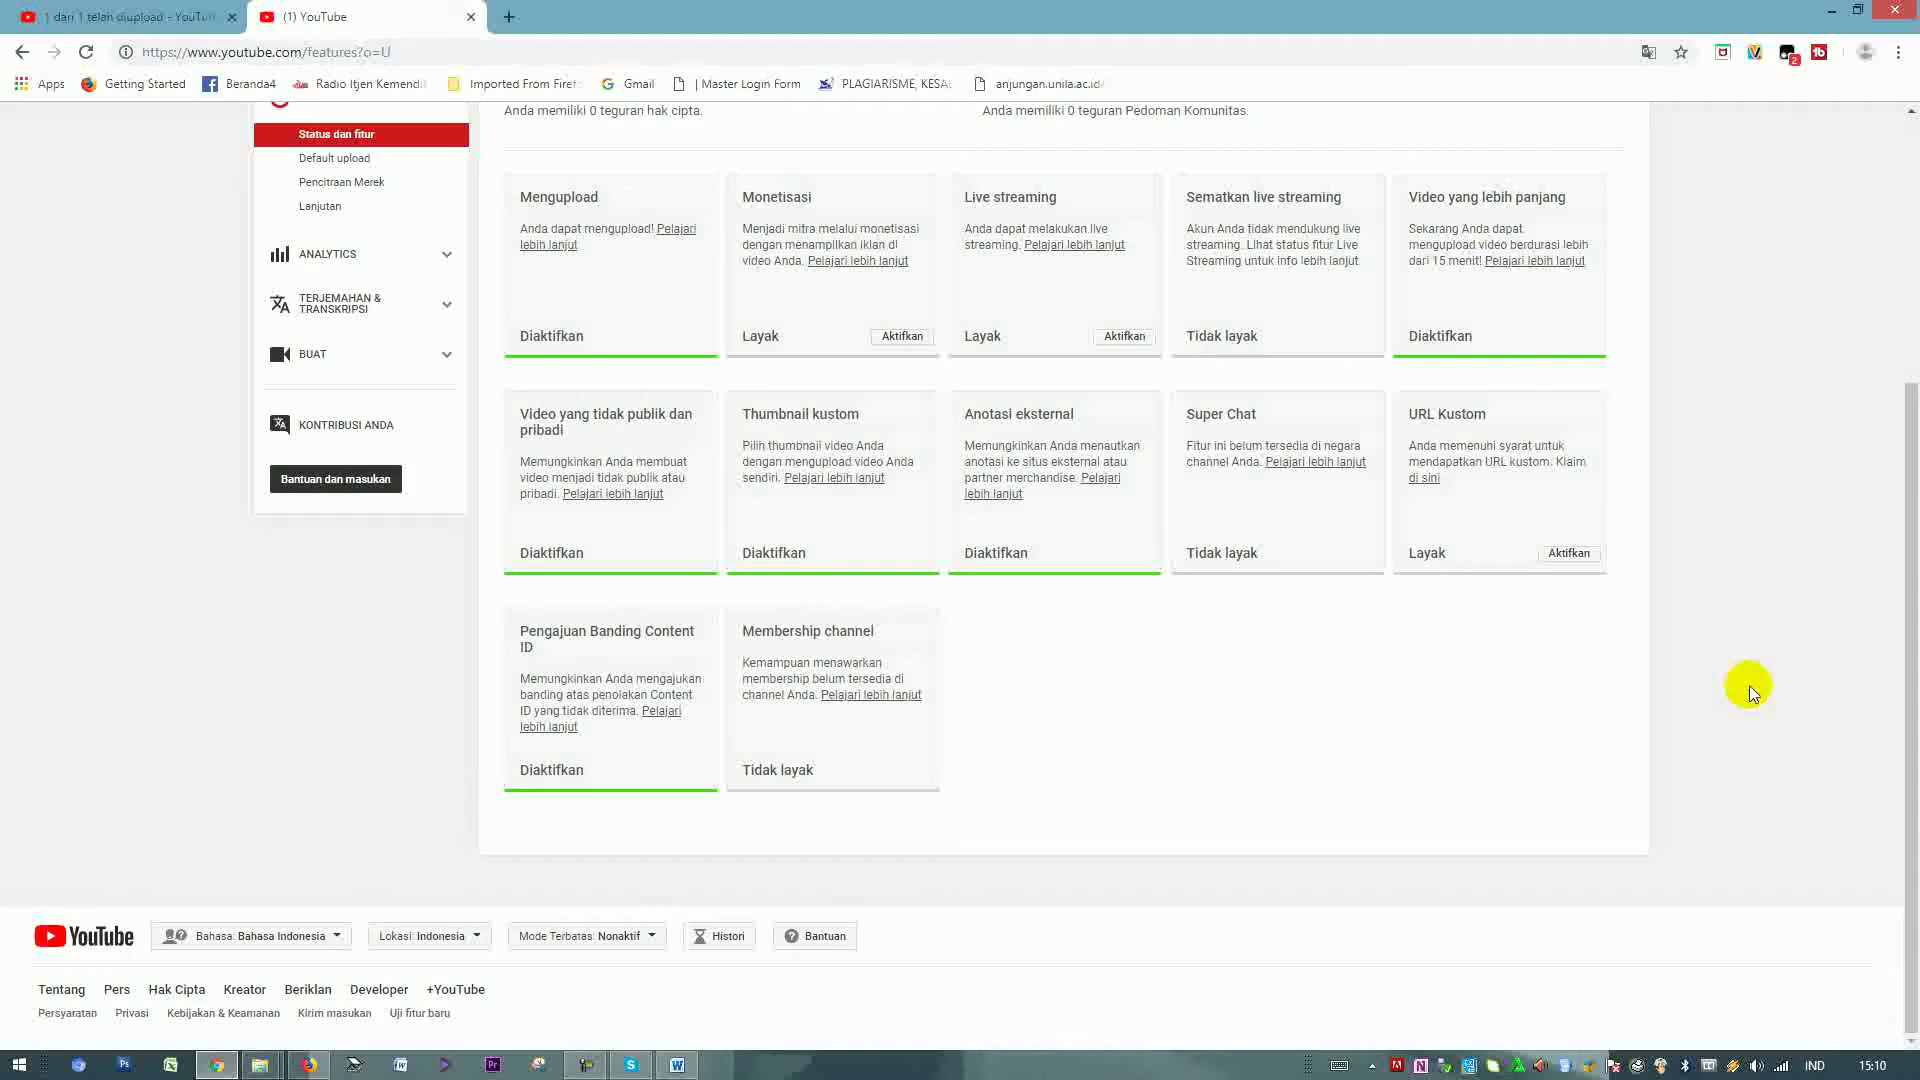 1 dari 1 telah diupload - YouTub
(1) YouTube
https://www.youtube.com/features?o=U
Apps
Getting Started
Beranda4
Radio Itjen Kemendi
Imported From Firef
Gmail
| Master Login Form
PLAGIARISME, KESA
anjungan.unila.ac.id/
Anda memiliki 0 teguran hak cipta.
Anda memiliki 0 teguran Pedoman Komunitas.
Status dan fitur
Default upload
Pencitraan Merek
Lanjutan
ANALYTICS
TERJEMAHAN &
TRANSKRIPSI
BUAT
KONTRIBUSI ANDA
Bantuan dan masukan
Mengupload
Anda dapat mengupload! Pelajari
lebih lanjut
Diaktifkan
Monetisasi
Menjadi mitra melalui monetisasi
dengan menampilkan iklan di
video Anda. Pelajari lebih lanjut
Layak
Aktifkan
Live streaming
Anda dapat melakukan live
streaming. Pelajari lebih lanjut
Layak
Aktifkan
Sematkan live streaming
Akun Anda tidak mendukung live
streaming. Lihat status fitur Live
Streaming untuk info lebih lanjut.
Tidak layak
Video yang lebih panjang
Sekarang Anda dapat
mengupload video berdurasi lebih
dari 15 menit! Pelajari lebih lanjut
Diaktifkan
Video yang tidak publik dan
pribadi
Memungkinkan Anda membuat
video menjadi tidak publik atau
pribadi. Pelajari lebih lanjut
Diaktifkan
Thumbnail kustom
Pilih thumbnail video Anda
dengan mengupload video Anda
sendiri. Pelajari lebih lanjut
Diaktifkan
Anotasi eksternal
Memungkinkan Anda menautkan
anotasi ke situs eksternal atau
partner merchandise. Pelajari
lebih lanjut
Diaktifkan
Super Chat
Fitur ini belum tersedia di negara
channel Anda. Pelajari lebih lanjut
Tidak layak
URL Kustom
Anda memenuhi syarat untuk
mendapatkan URL kustom. Klaim
di sini
Layak
Aktifkan
Pengajuan Banding Content
ID
Memungkinkan Anda mengajukan
banding atas penolakan Content
ID yang tidak diterima. Pelajari
lebih lanjut
Diaktifkan
Membership channel
Kemampuan menawarkan
membership belum tersedia di
channel Anda. Pelajari lebih lanjut
Tidak layak
YouTube
Bahasa: Bahasa Indonesia
Lokasi: Indonesia
Mode Terbatas: Nonaktif
Histori
Bantuan
Tentang
Pers
Hak Cipta
Kreator
Beriklan
Developer
+YouTube
Persyaratan
Privasi
Kebijakan & Keamanan
Kirim masukan
Uji fitur baru
IND
15:10